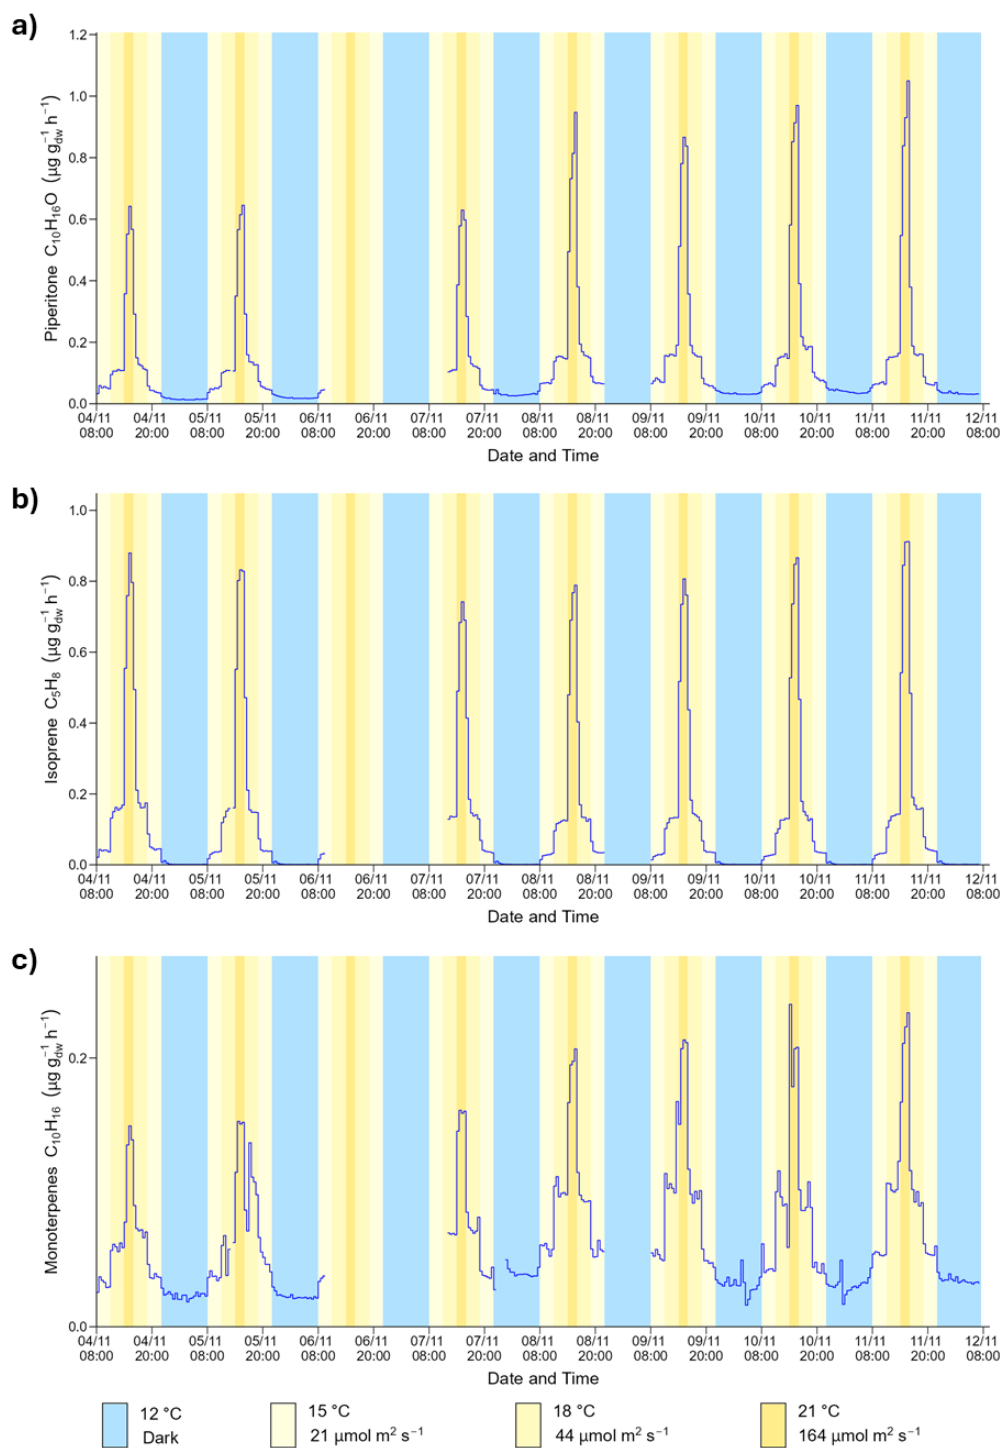 a)
Piperitone C₁₀H₁₆O (µg g⁻¹dw h⁻¹)
1.2
1.0
0.8
0.6
0.4
0.2
0.0
04/11 04/11 05/11 05/11 06/11 06/11 07/11 07/11 08/11 08/11 09/11 09/11 10/11 10/11 11/11 11/11 12/11
08:00 20:00 08:00 20:00 08:00 20:00 08:00 20:00 08:00 20:00 08:00 20:00 08:00 20:00 08:00 20:00 08:00
Date and Time
b)
Isoprene C₅H₈ (µg g⁻¹dw h⁻¹)
1.0
0.8
0.6
0.4
0.2
0.0
04/11 04/11 05/11 05/11 06/11 06/11 07/11 07/11 08/11 08/11 09/11 09/11 10/11 10/11 11/11 11/11 12/11
08:00 20:00 08:00 20:00 08:00 20:00 08:00 20:00 08:00 20:00 08:00 20:00 08:00 20:00 08:00 20:00 08:00
Date and Time
c)
Monoterpenes C₁₀H₁₆ (µg g⁻¹dw h⁻¹)
0.2
0.0
04/11 04/11 05/11 05/11 06/11 06/11 07/11 07/11 08/11 08/11 09/11 09/11 10/11 10/11 11/11 11/11 12/11
08:00 20:00 08:00 20:00 08:00 20:00 08:00 20:00 08:00 20:00 08:00 20:00 08:00 20:00 08:00 20:00 08:00
Date and Time
12 °C
Dark
15 °C
21 µmol m² s⁻¹
18 °C
44 µmol m² s⁻¹
21 °C
164 µmol m² s⁻¹